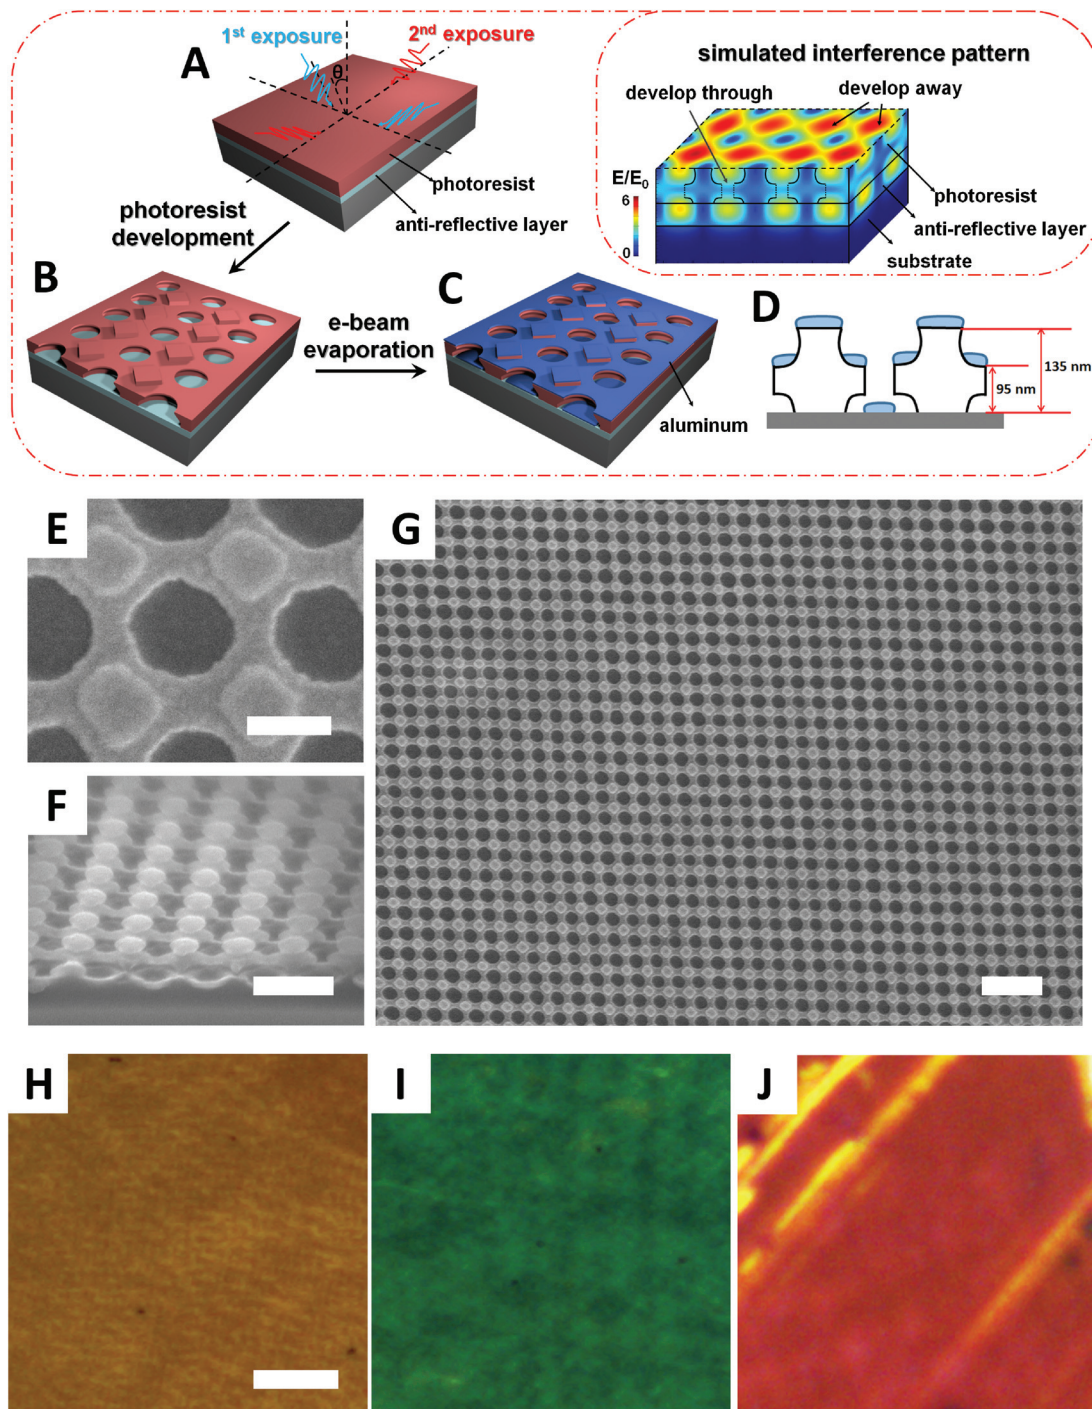 A
1st exposure
2nd exposure
θ
photoresist
anti-reflective layer
simulated interference pattern
develop through
develop away
E/E0
6
0
photoresist
anti-reflective layer
substrate
photoresist
development
B
e-beam
evaporation
C
aluminum
D
95 nm
135 nm
E
F
G
H
I
J